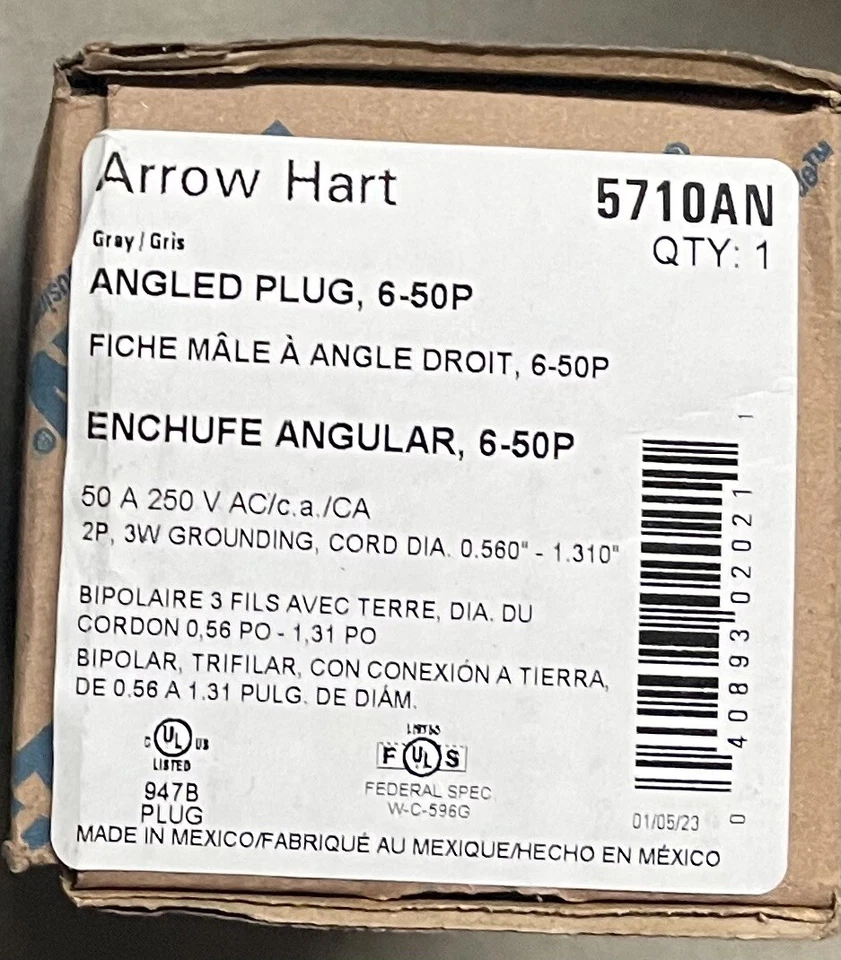 Arrow Hart
5710AN
QTY: 1
Gray/Gris
ANGLED PLUG, 6-50P
FICHE MÂLE À ANGLE DROIT, 6-50P
ENCHUFE ANGULAR, 6-50P
50 A 250 V AC/c.a./CA
2P, 3W GROUNDING, CORD DIA. 0.560" - 1.310"
BIPOLAIRE 3 FILS AVEC TERRE, DIA. DU
CORDON 0,56 PO - 1,31 PO
BIPOLAR, TRIFILAR, CON CONEXIÓN A TIERRA,
DE 0.56 A 1.31 PULG. DE DIÁM.
C UL US
LISTED
947B
PLUG
LISTED
F UL S
FEDERAL SPEC
W-C-596G
0 40893 02021 1
01/05/23
MADE IN MEXICO/FABRIQUÉ AU MEXIQUE/HECHO EN MÉXICO